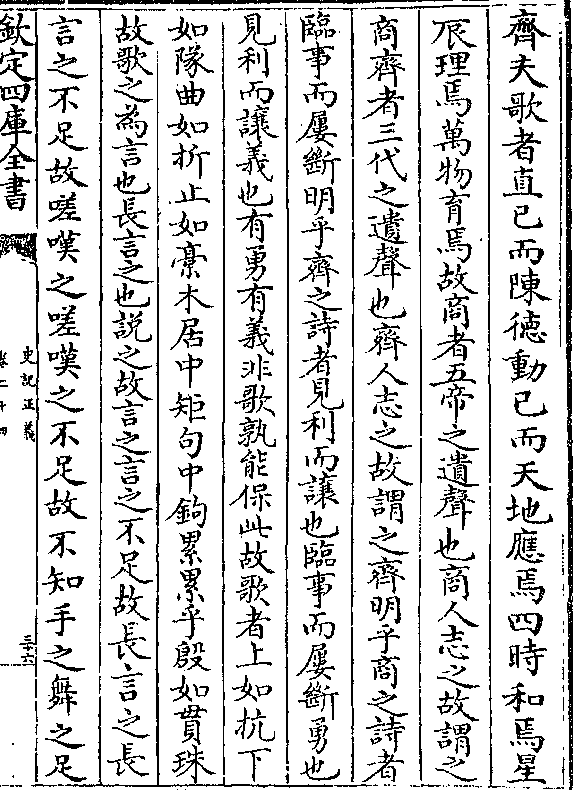 齊夫歌者直已而陳徳動已而天地應焉四時和焉星
辰理焉萬物育焉故商者五帝之遺聲也商人志之故謂之
商齊者三代之遺聲也齊人志之故謂之齊明乎商之詩者
臨事而屢斷明乎齊之詩者見利而讓也臨事而屢斷勇也
見利而讓義也有勇有義非歌孰能保此故歌者上如抗下
如隊曲如折止如槀木居中矩句中鉤累累乎殷如貫珠
故歌之為言也長言之也説之故言之言之不足故長言之長
言之不足故嗟嘆之嗟嘆之不足故不知手之舞之足
欽定四庫全書
史記正義
卷二十四
三十六